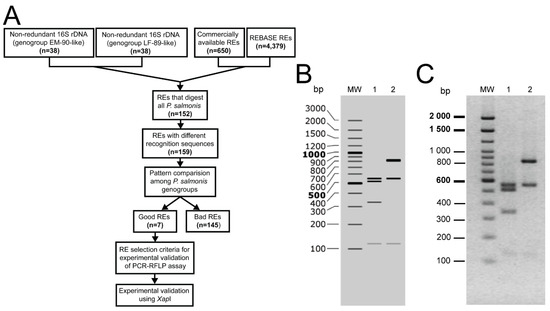 A
Non-redundant 16S rDNA
(genogroup EM-90-like)
(n=38)
Non-redundant 16S rDNA
(genogroup LF-89-like)
(n=38)
Commercially
available REs
(n=650)
REBASE REs
(n=4,379)
REs that digest
all P. salmonis
(n=152)
REs with different
recognition sequences
(n=159)
Pattern comparision
among P. salmonis
genogroups
Good REs
(n=7)
Bad REs
(n=145)
RE selection criteria for
experimental validation
of PCR-RFLP assay
Experimental validation
using XapI
B
bp
MW
1
2
3000
2000
1500
1200
1000
900
800
700
600
500
400
300
200
100
C
bp
MW
1
2
2 000
1 500
1 000
800
600
400
300
200
100